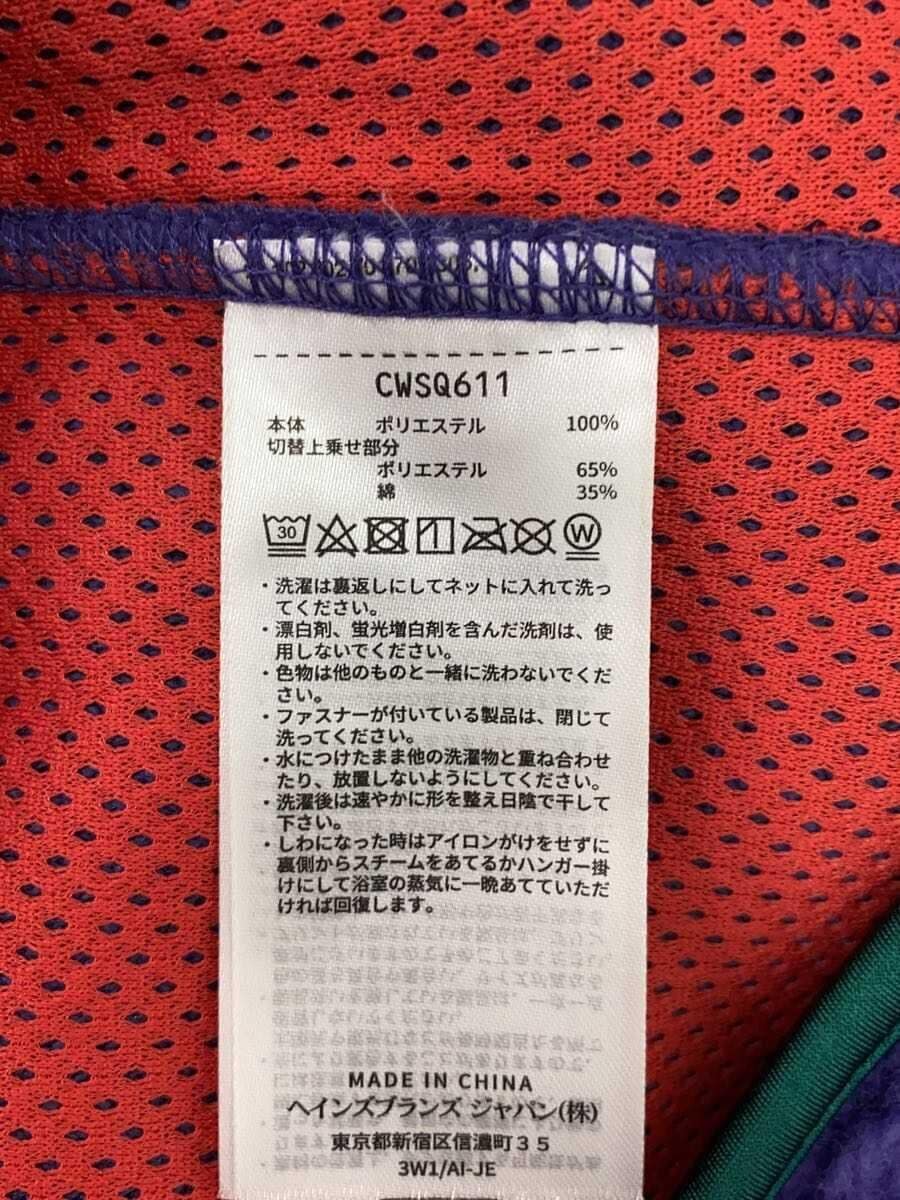 CWSQ611
本体 ポリエステル 100%
切替上乗せ部分
ポリエステル 65%
綿 35%
30 W
・洗濯は裏返しにしてネットに入れて洗っ
てください。
・漂白剤、蛍光増白剤を含んだ洗剤は、使
用しないでください。
・色物は他のものと一緒に洗わないでくだ
さい。
・ファスナーが付いている製品は、閉じて
洗ってください。
・水につけたまま他の洗濯物と重ね合わせ
たり、放置しないようにしてください。
・洗濯後は速やかに形を整え日陰で干して
下さい。
・しわになった時はアイロンがけをせずに
裏側からスチームをあてるかハンガー掛
けにして浴室の蒸気に一晩あてていただ
ければ回復します。
MADE IN CHINA
ヘインズブランズ ジャパン(株)
東京都新宿区信濃町35
3W1/AI-JE